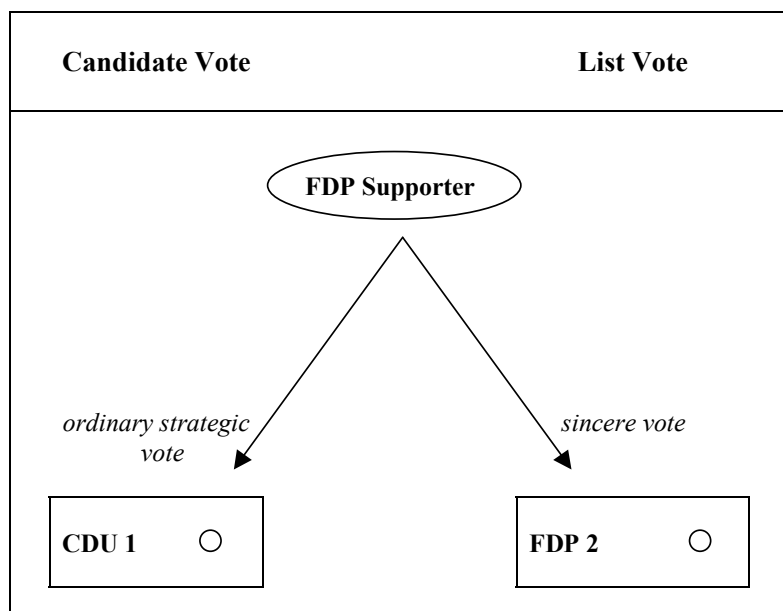 Candidate Vote List Vote
FDP Supporter
ordinary strategic
vote
sincere vote
CDU 1
FDP 2